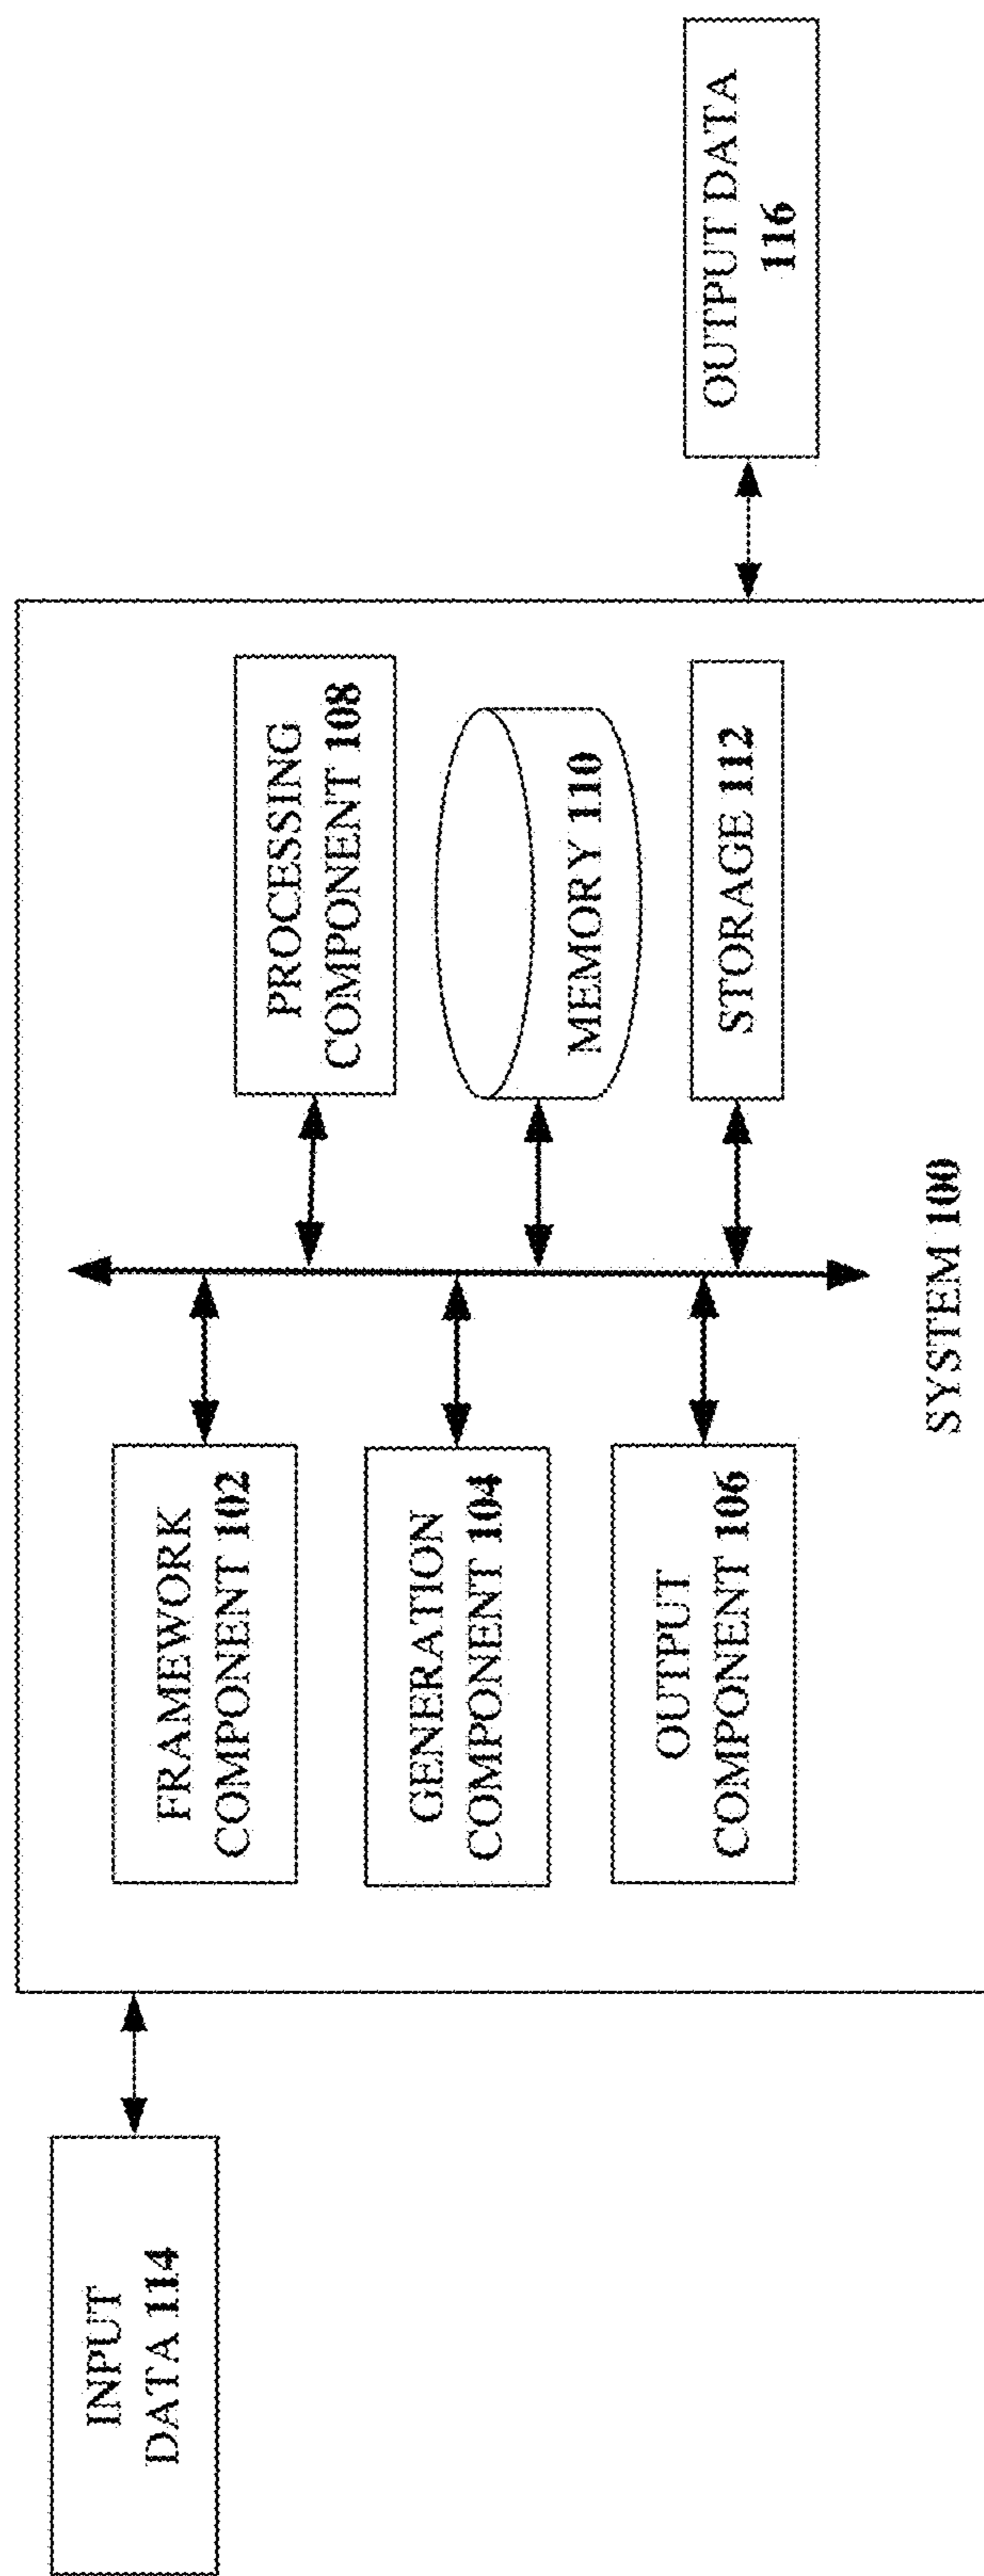 INPUT
DATA 114
FRAMEWORK
COMPONENT 102
GENERATION
COMPONENT 104
OUTPUT
COMPONENT 106
PROCESSING
COMPONENT 108
MEMORY 110
STORAGE 112
SYSTEM 100
OUTPUT DATA
116